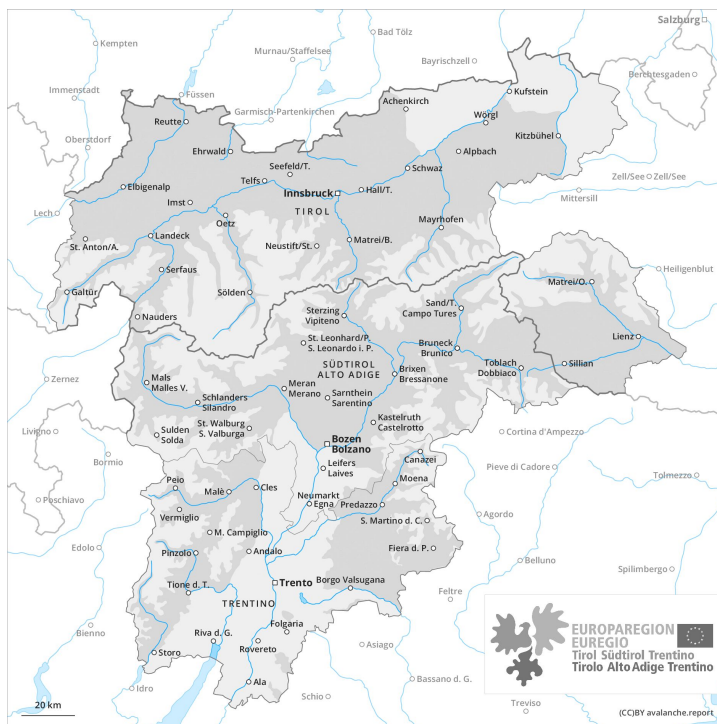 Salzburg
Kempten
Bad Tölz
Murnau/Staffelsee
Bayrischzell
Berchtesgaden
Immenstadt
Füssen
Kufstein
Garmisch-Partenkirchen
Achenkirch
Reutte
Wörgl
Oberstdorf
Kitzbühel
Ehrwald
Alpbach
Seefeld/T.
Schwaz
Zell/See
Zell/See
Telfs
Elbigenalp
Innsbruck
Hall/T.
Mittersill
Imst
TIROL
Lech
Oetz
Mayrhofen
Landeck
Matrei/B.
St. Anton/A.
Neustift/St.
Serfaus
Heiligenblut
Matrei/O.
Galtür
Sölden
Sand/T.
Campo Tures
Nauders
Sterzing
Vipiteno
Lienz
St. Leonhard/P.
S. Leonardo i. P.
Bruneck
Brunico
Toblach
Dobbiaco
Sillian
SÜDTIROL
ALTO ADIGE
Brixen
Bressanone
Zernez
Mals
Malles V.
Meran
Merano
Schlanders
Silandro
Sarnthein
Sarentino
St. Walburg
S. Valburga
Kastelruth
Castelrotto
Livigno
Sulden
Solda
Cortina d'Ampezzo
Bozen
Bolzano
Bormio
Canazei
Leifers
Laives
Pieve di Cadore
Tolmezzo
Peio
Malè
Cles
Moena
Poschiavo
Neumarkt
Egna
Predazzo
Vermiglio
Agordo
S. Martino d. C.
M. Campiglio
Edolo
Pinzolo
Andalo
Fiera d. P.
Belluno
Spilimbergo
Tione d. T.
Trento
Borgo Valsugana
Feltre
TRENTINO
Folgaria
Bienno
Riva d. G.
Rovereto
Asiago
Storo
Ala
Bassano d. G.
Idro
Schio
Treviso
EUROPAREGION
EUREGIO
Tirol Südtirol Trentino
Tirolo Alto Adige Trentino
20 km
(CC)BY avalanche.report